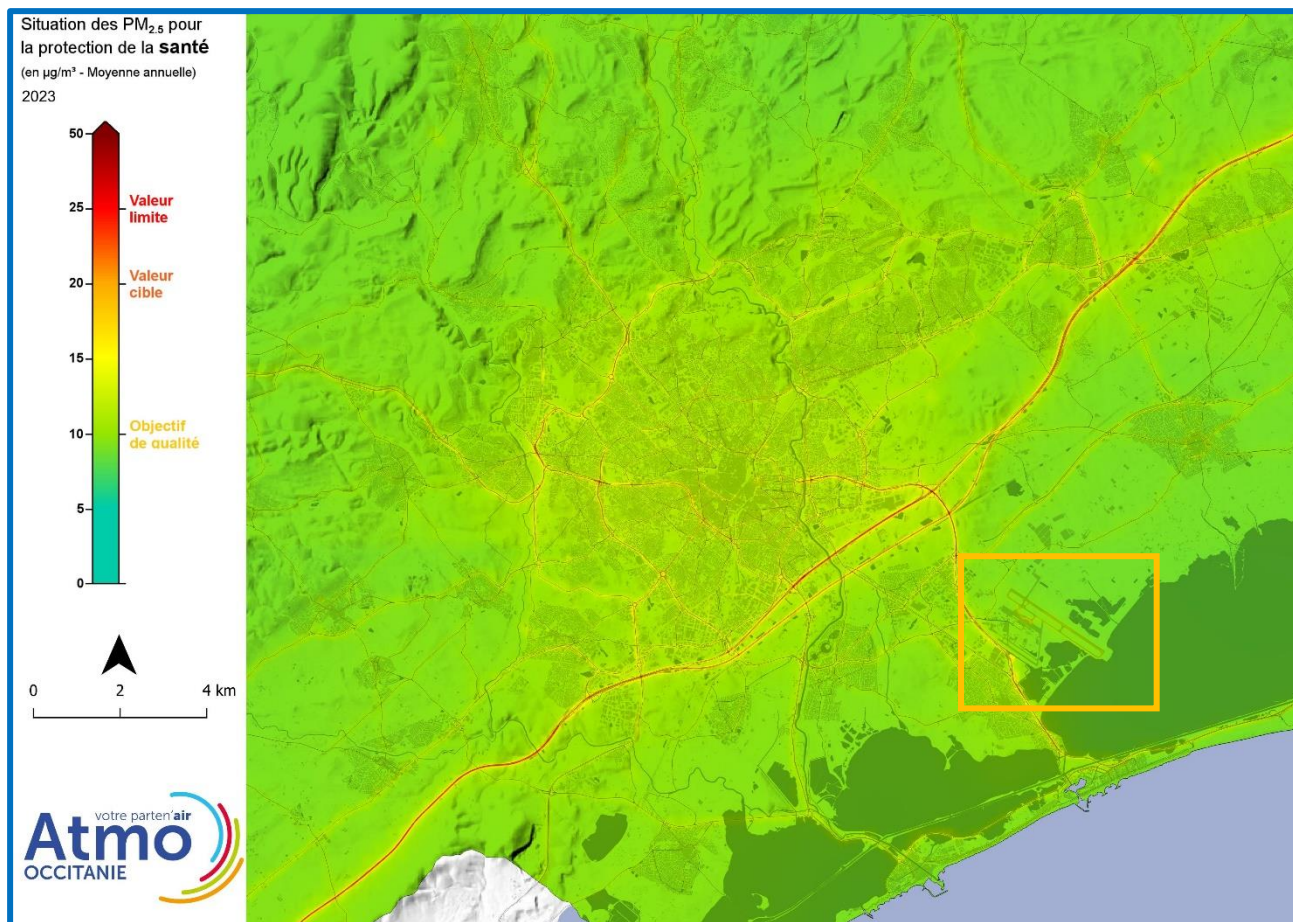 Situation des PM2.5 pour
la protection de la santé
(en µg/m³ - Moyenne annuelle)
2023
50
25
Valeur
limite
20
Valeur
cible
15
10
Objectif
de qualité
5
0
0 2 4 km
votre parten'air
Atmo
OCCITANIE